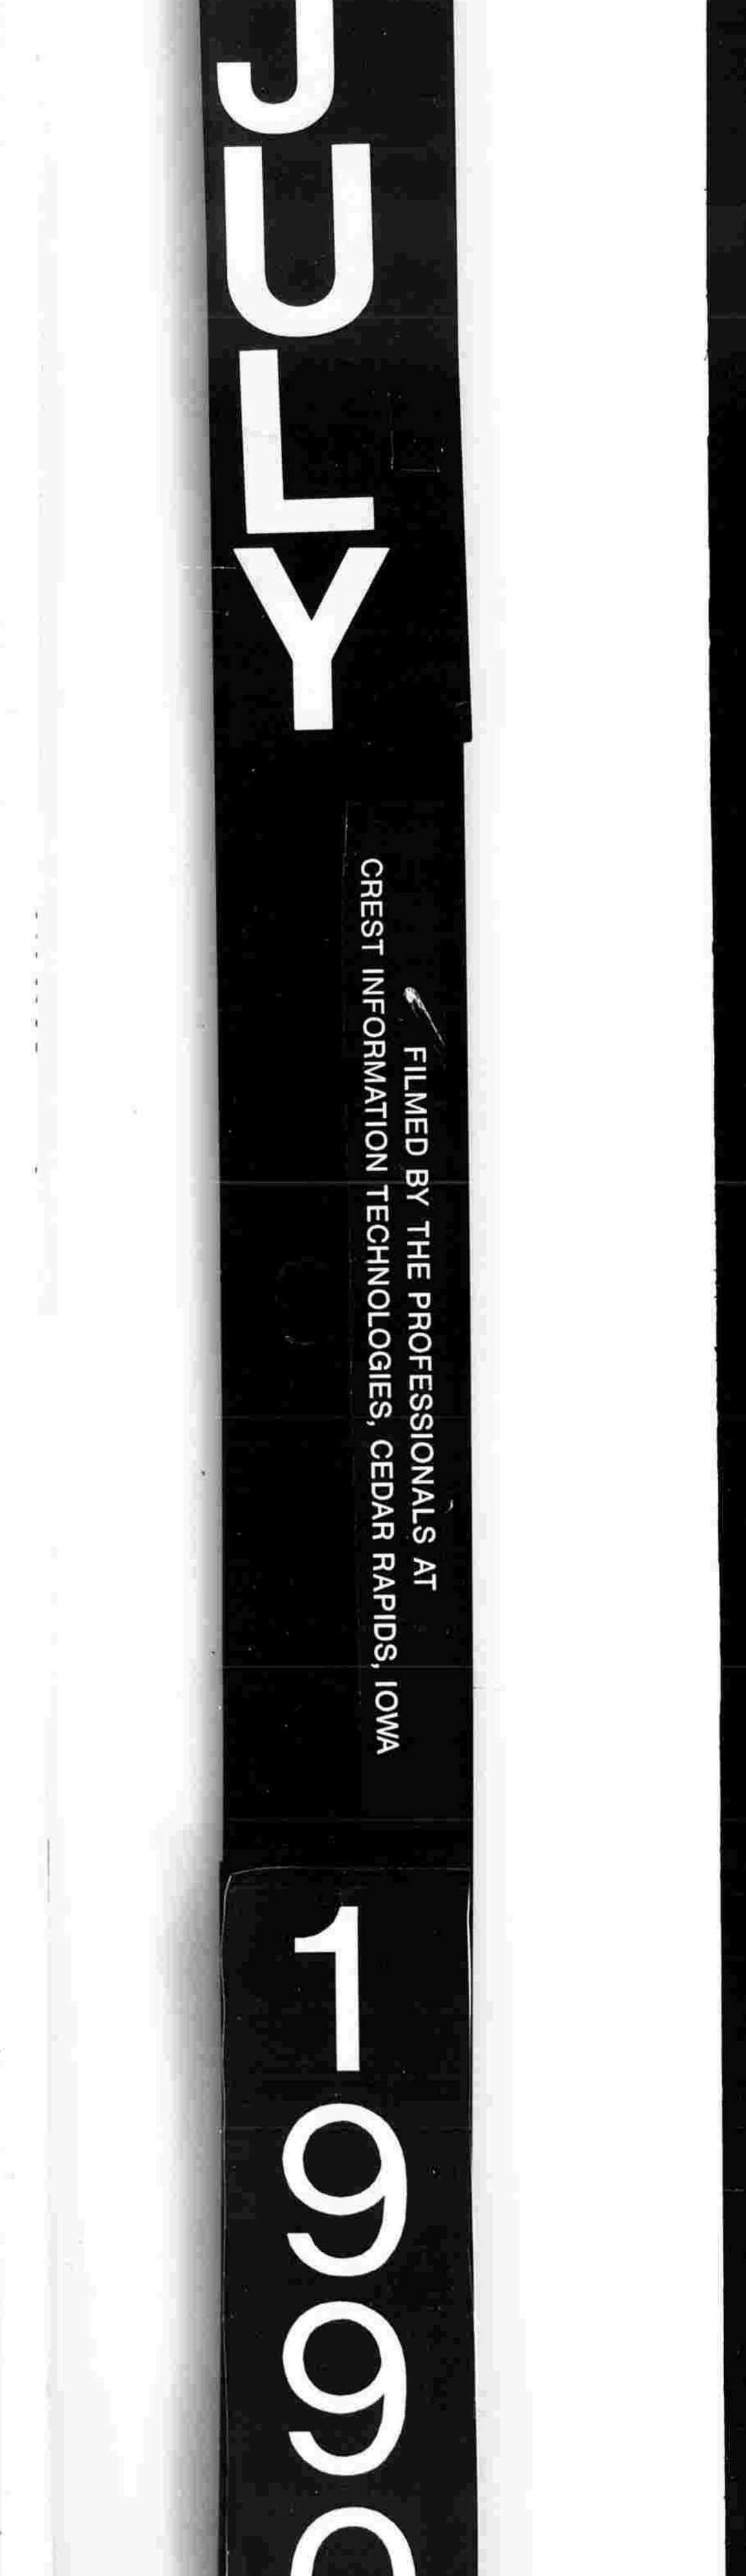 JULY
FILMED BY THE PROFESSIONALS AT
CREST INFORMATION TECHNOLOGIES, CEDAR RAPIDS, IOWA
199